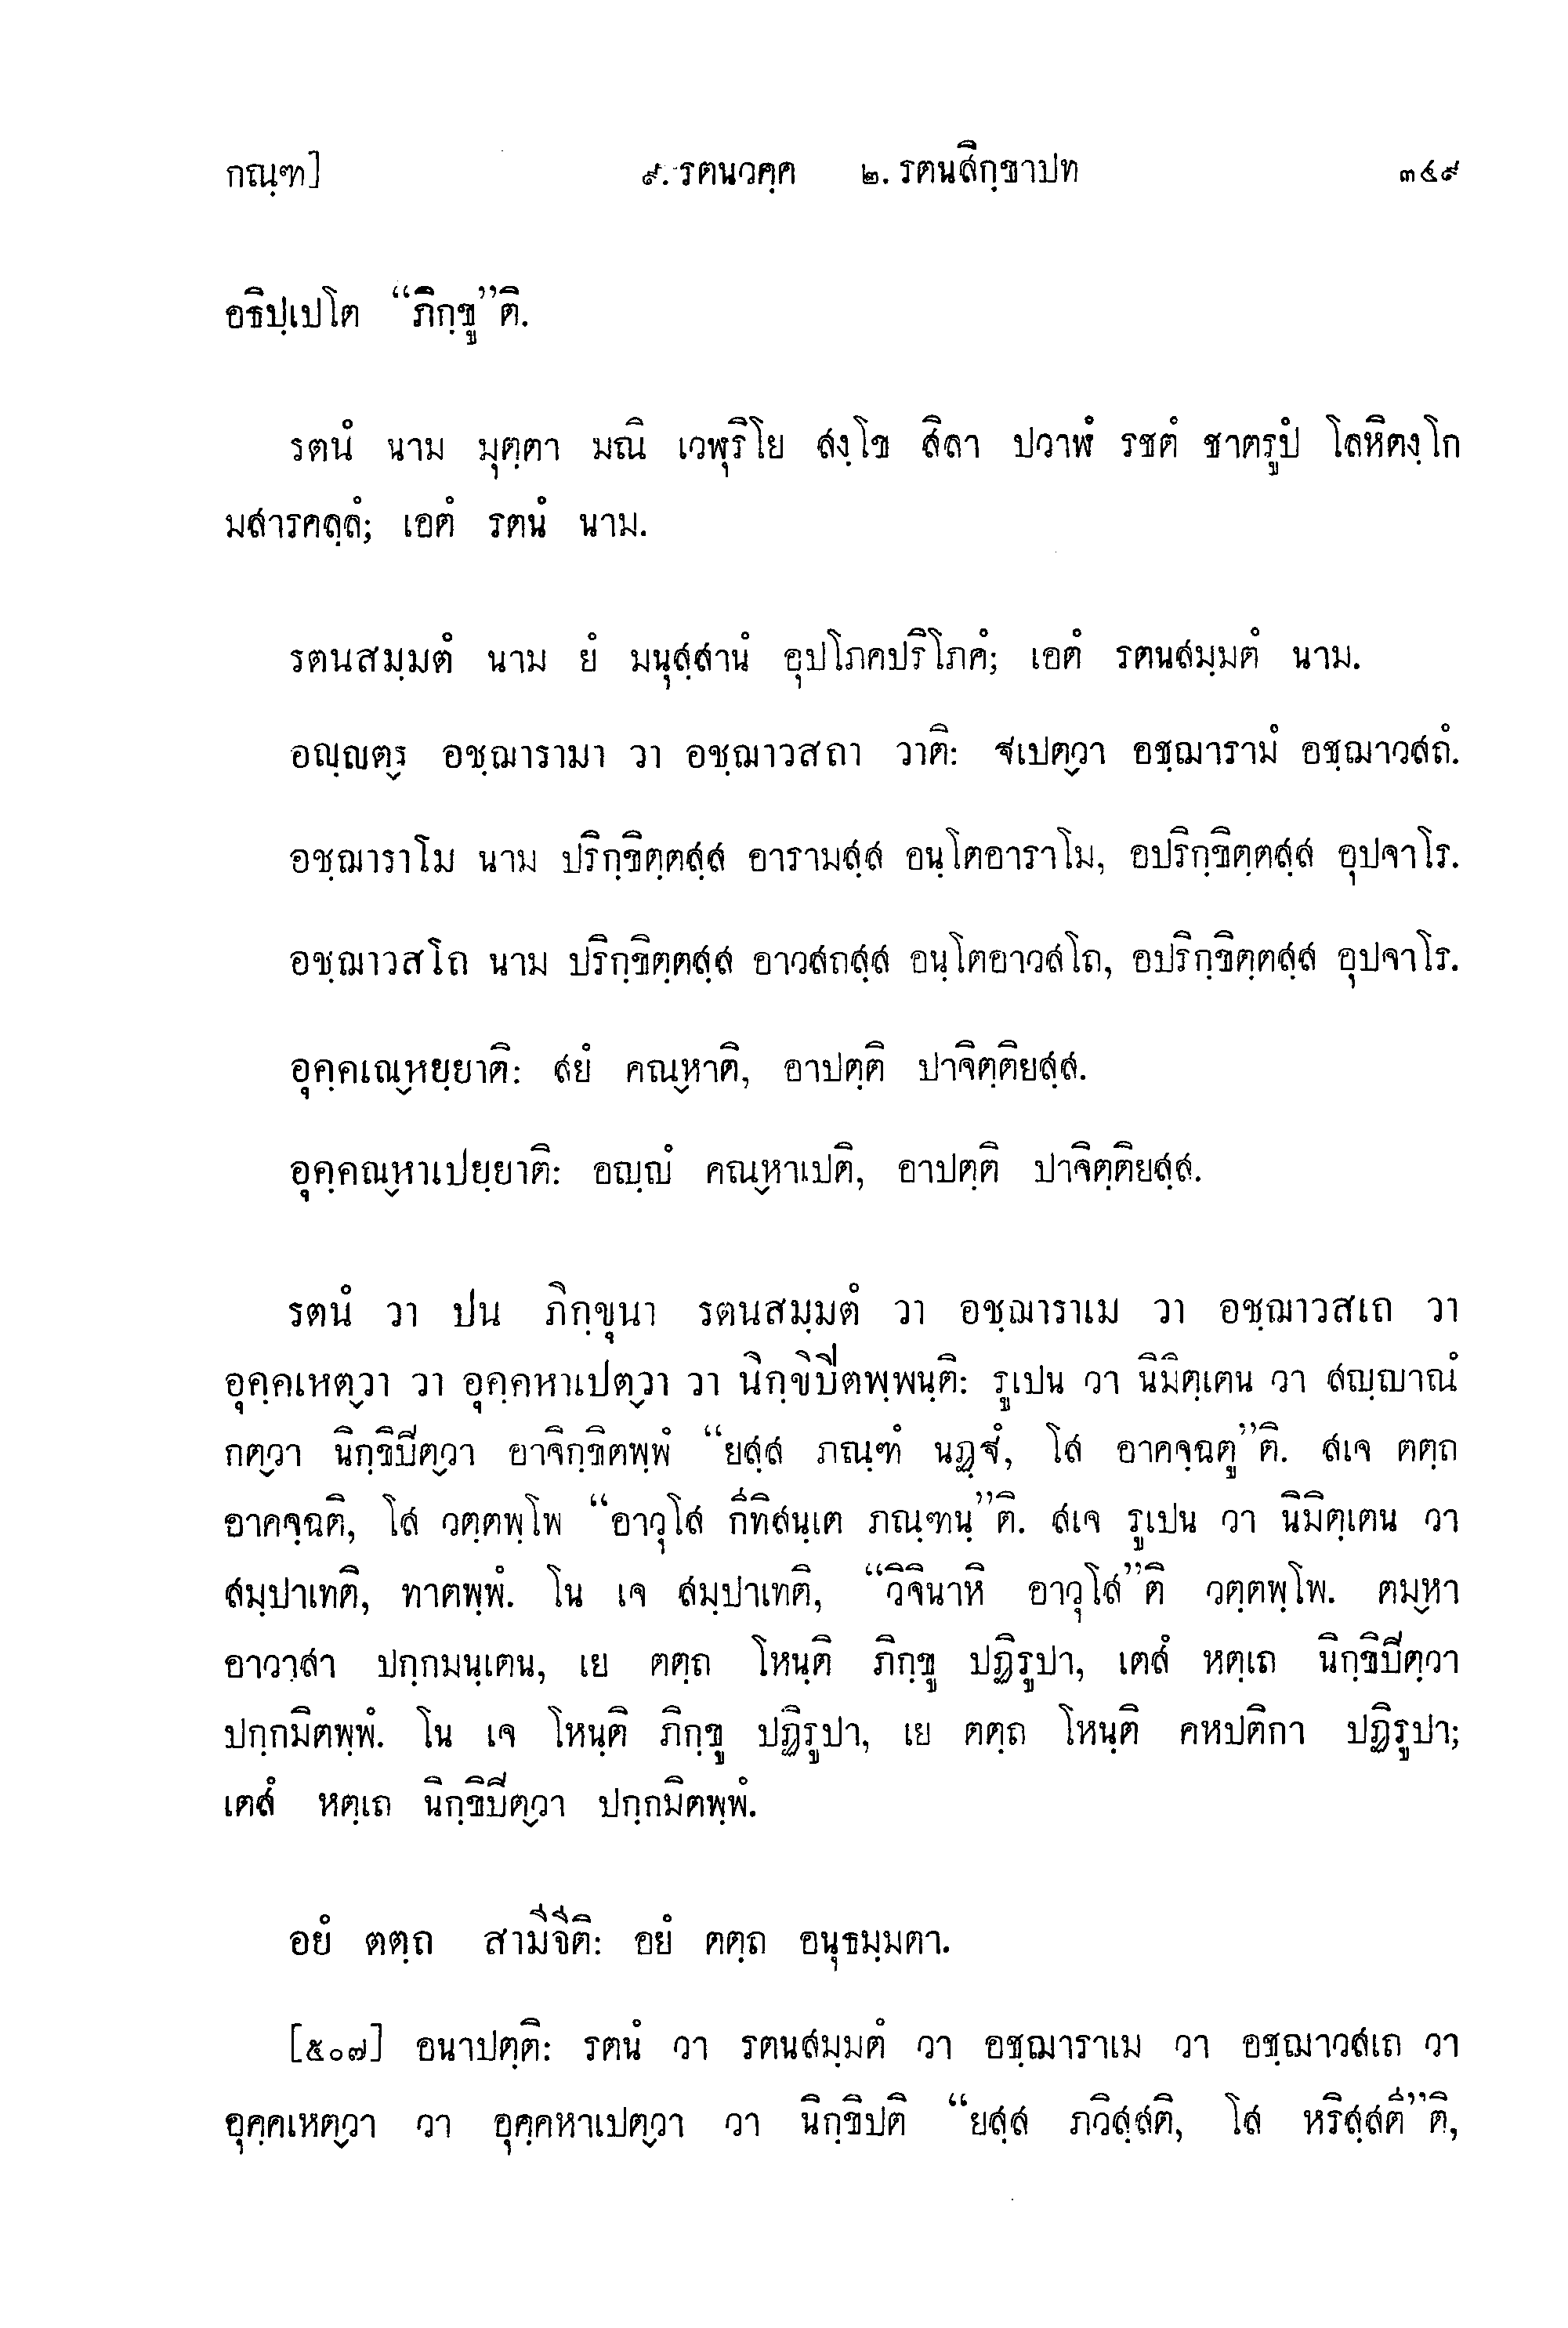 กณฺฑ]
๙. รตนวคฺค ๒. รตนสิกฺขาปท
๓๔๙
อธิปฺเปโต “ภิกฺขู”ติ.
รตนํ นาม มุตฺตา มณิ เวฬุริโย สงฺโข สิลา ปวาฬํ รชตํ ชาตรูปํ โลหิตงฺโก
มสารคลฺลํ; เอตํ รตนํ นาม.
รตนสมฺมตํ นาม ยํ มนุสฺสานํ อุปโภคปริโภคํ; เอตํ รตนสมฺมตํ นาม.
อญฺญตฺร อชฺฌารามา วา อชฺฌาวสถา วาติ: ฐเปตฺวา อชฺฌารามํ อชฺฌาวสถํ.
อชฺฌาราโม นาม ปริกฺขิตฺตสฺส อารามสฺส อนฺโตอาราโม, อปริกฺขิตฺตสฺส อุปจาโร.
อชฺฌาวสโถ นาม ปริกฺขิตฺตสฺส อาวสถสฺส อนฺโตอาวสโถ, อปริกฺขิตฺตสฺส อุปจาโร.
อุคฺคเณฺหยฺยาติ: สยํ คณฺหาติ, อาปตฺติ ปาจิตฺติยสฺส.
อุคฺคณฺหาเปยฺยาติ: อญฺญํ คณฺหาเปติ, อาปตฺติ ปาจิตฺติยสฺส.
รตนํ วา ปน ภิกฺขุนา รตนสมฺมตํ วา อชฺฌาราเม วา อชฺฌาวสเถ วา
อุคฺคเหตฺวา วา อุคฺคหาเปตฺวา วา นิกฺขิปิตพฺพนฺติ: รูเปน วา นิมิตฺเตน วา สญฺญาณํ
กตฺวา นิกฺขิปิตฺวา อาจิกฺขิตพฺพํ “ยสฺส ภณฺฑํ นฏฺฐํ, โส อาคจฺฉตู”ติ. สเจ ตตฺถ
อาคจฺฉติ, โส วตฺตพฺโพ “อาวุโส กีทิสนฺเต ภณฺฑนฺ”ติ. สเจ รูเปน วา นิมิตฺเตน วา
สมฺปาเทติ, ทาตพฺพํ. โน เจ สมฺปาเทติ, “วิจินาหิ อาวุโส”ติ วตฺตพฺโพ. ตมฺหา
อาวาสา ปกฺกมนฺเตน, เย ตตฺถ โหนฺติ ภิกฺขู ปฏิรูปา, เตสํ หตฺเถ นิกฺขิปิตฺวา
ปกฺกมิตพฺพํ. โน เจ โหนฺติ ภิกฺขู ปฏิรูปา, เย ตตฺถ โหนฺติ คหปติกา ปฏิรูปา;
เตสํ หตฺเถ นิกฺขิปิตฺวา ปกฺกมิตพฺพํ.
อยํ ตตฺถ สามีจีติ: อยํ ตตฺถ อนุธมฺมตา.
[๕๐๗] อนาปตฺติ: รตนํ วา รตนสมฺมตํ วา อชฺฌาราเม วา อชฺฌาวสเถ วา
อุคฺคเหตฺวา วา อุคฺคหาเปตฺวา วา นิกฺขิปติ “ยสฺส ภวิสฺสติ, โส หริสฺสตี”ติ,